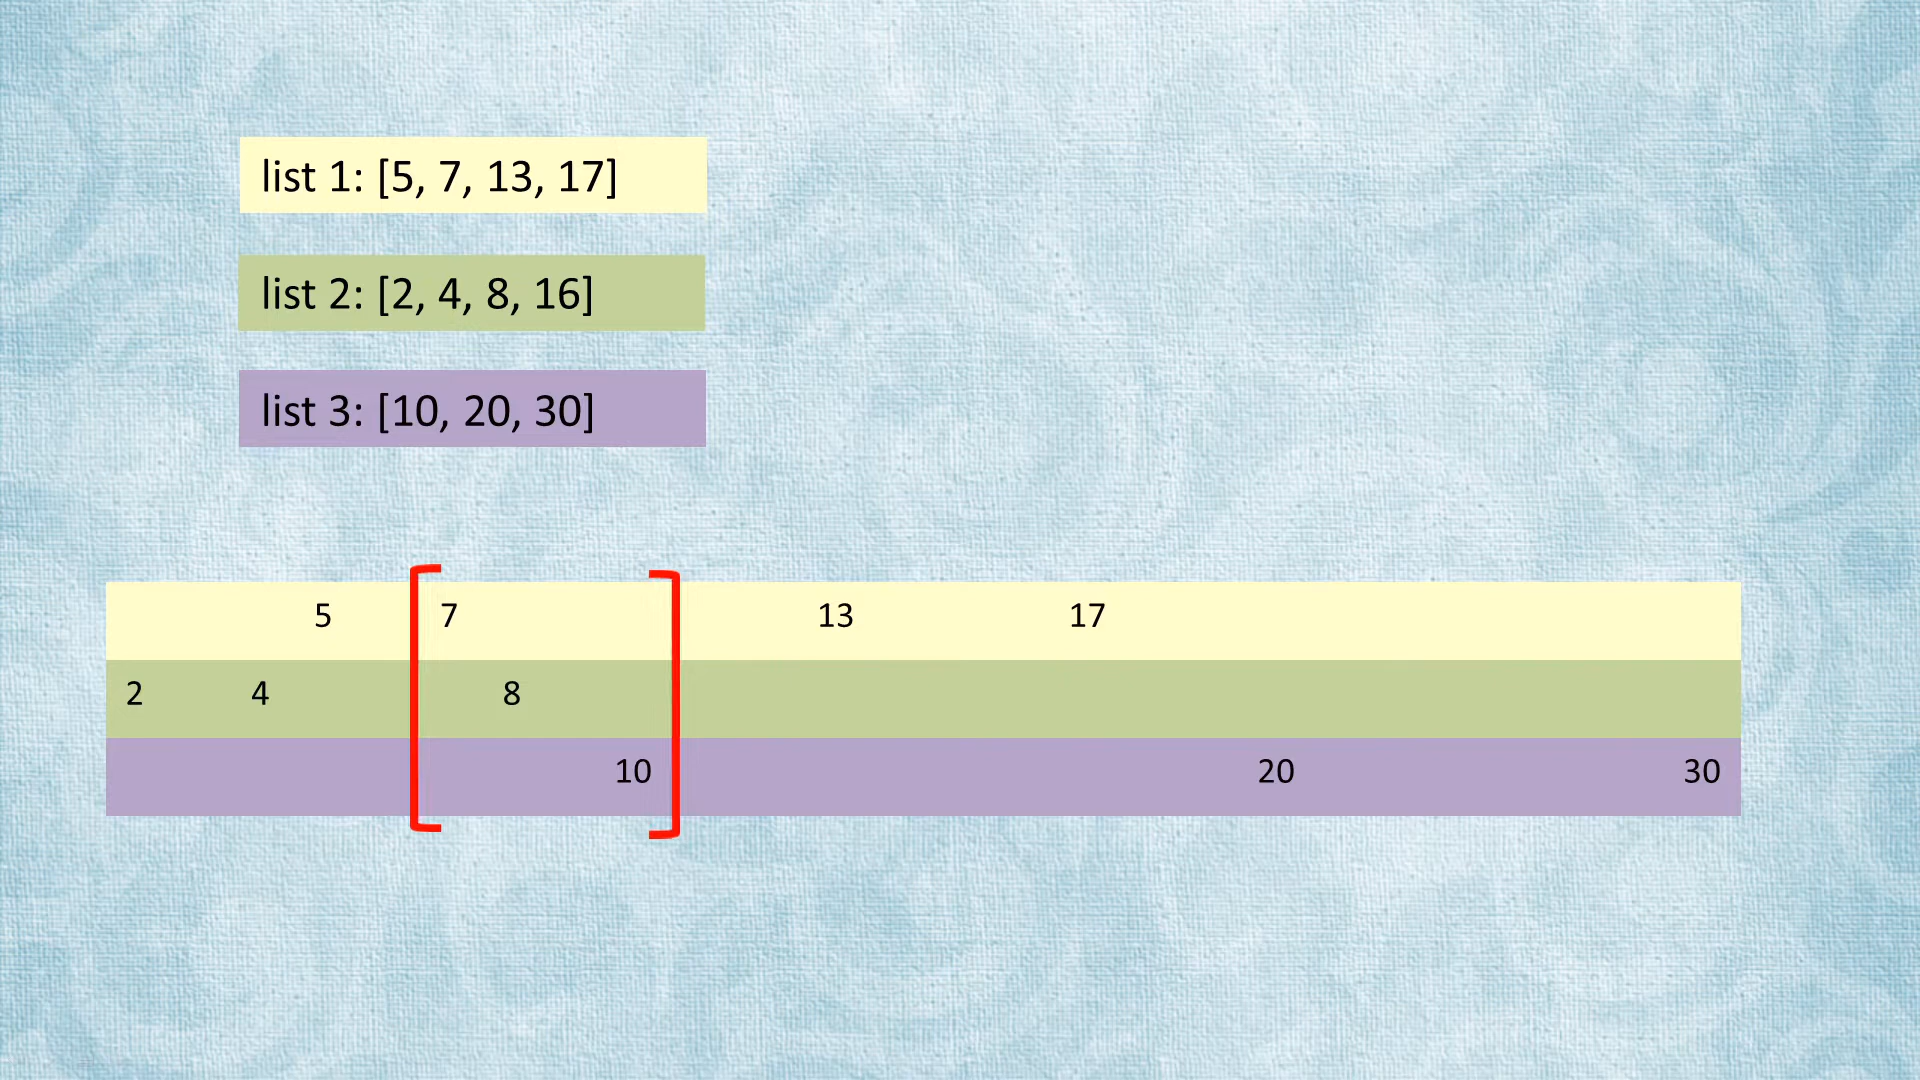 list 1: [5, 7, 13, 17]
list 2: [2, 4, 8, 16]
list 3: [10, 20, 30]
5 7 13 17
2 4 8
10 20 30